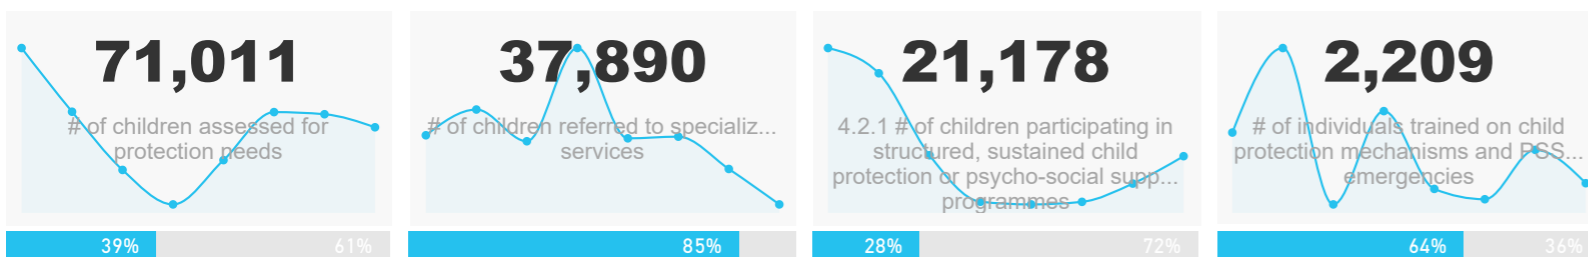 71,011
# of children assessed for
protection needs
39%
61%
37,890
# of children referred to specializ...
services
85%
21,178
4.2.1 # of children participating in
structured, sustained child
protection or psycho-social supp...
programmes
28%
72%
2,209
# of individuals trained on child
protection mechanisms and PSS...
emergencies
64%
36%